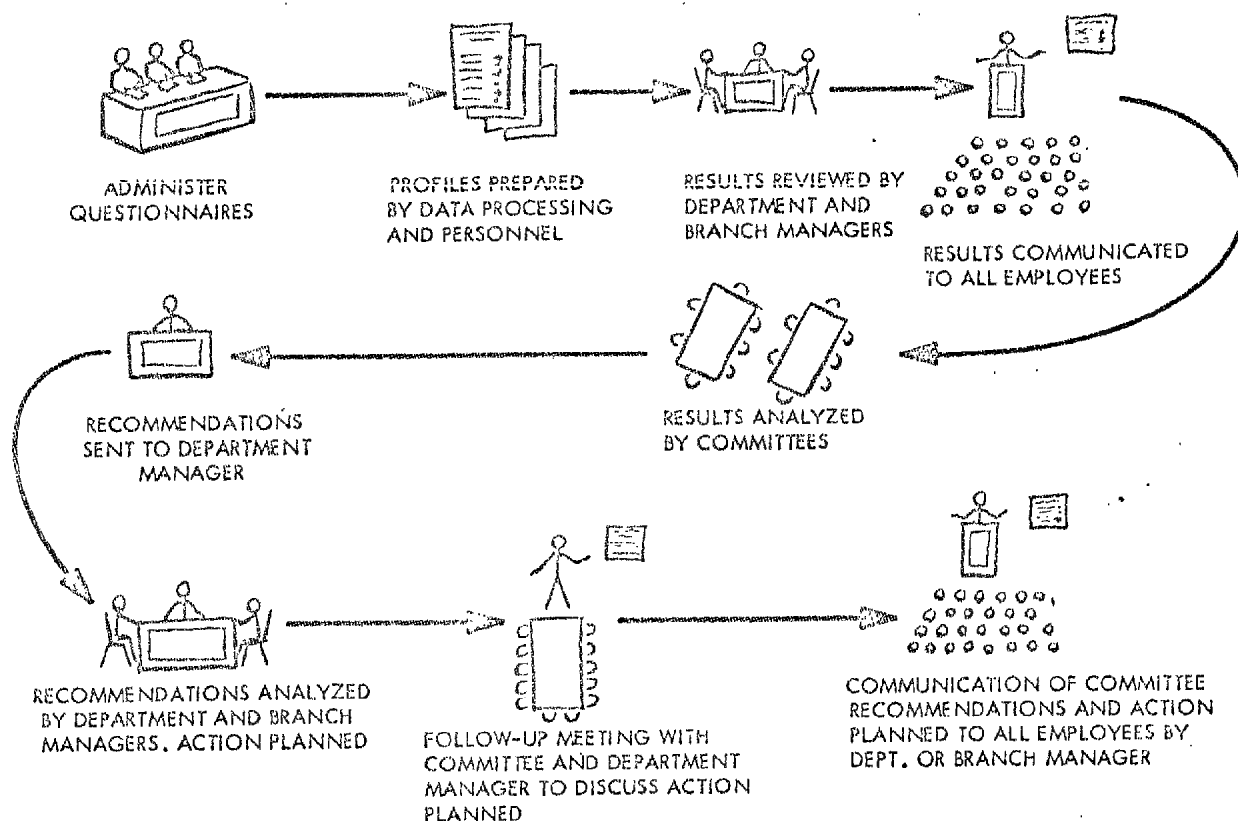 ADMINISTER
QUESTIONNAIRES
PROFILES PREPARED
BY DATA PROCESSING
AND PERSONNEL
RESULTS REVIEWED BY
DEPARTMENT AND
BRANCH MANAGERS
RESULTS COMMUNICATED
TO ALL EMPLOYEES
RECOMMENDATIONS
SENT TO DEPARTMENT
MANAGER
RESULTS ANALYZED
BY COMMITTEES
RECOMMENDATIONS ANALYZED
BY DEPARTMENT AND BRANCH
MANAGERS. ACTION PLANNED
FOLLOW-UP MEETING WITH
COMMITTEE AND DEPARTMENT
MANAGER TO DISCUSS ACTION
PLANNED
COMMUNICATION OF COMMITTEE
RECOMMENDATIONS AND ACTION
PLANNED TO ALL EMPLOYEES BY
DEPT. OR BRANCH MANAGER